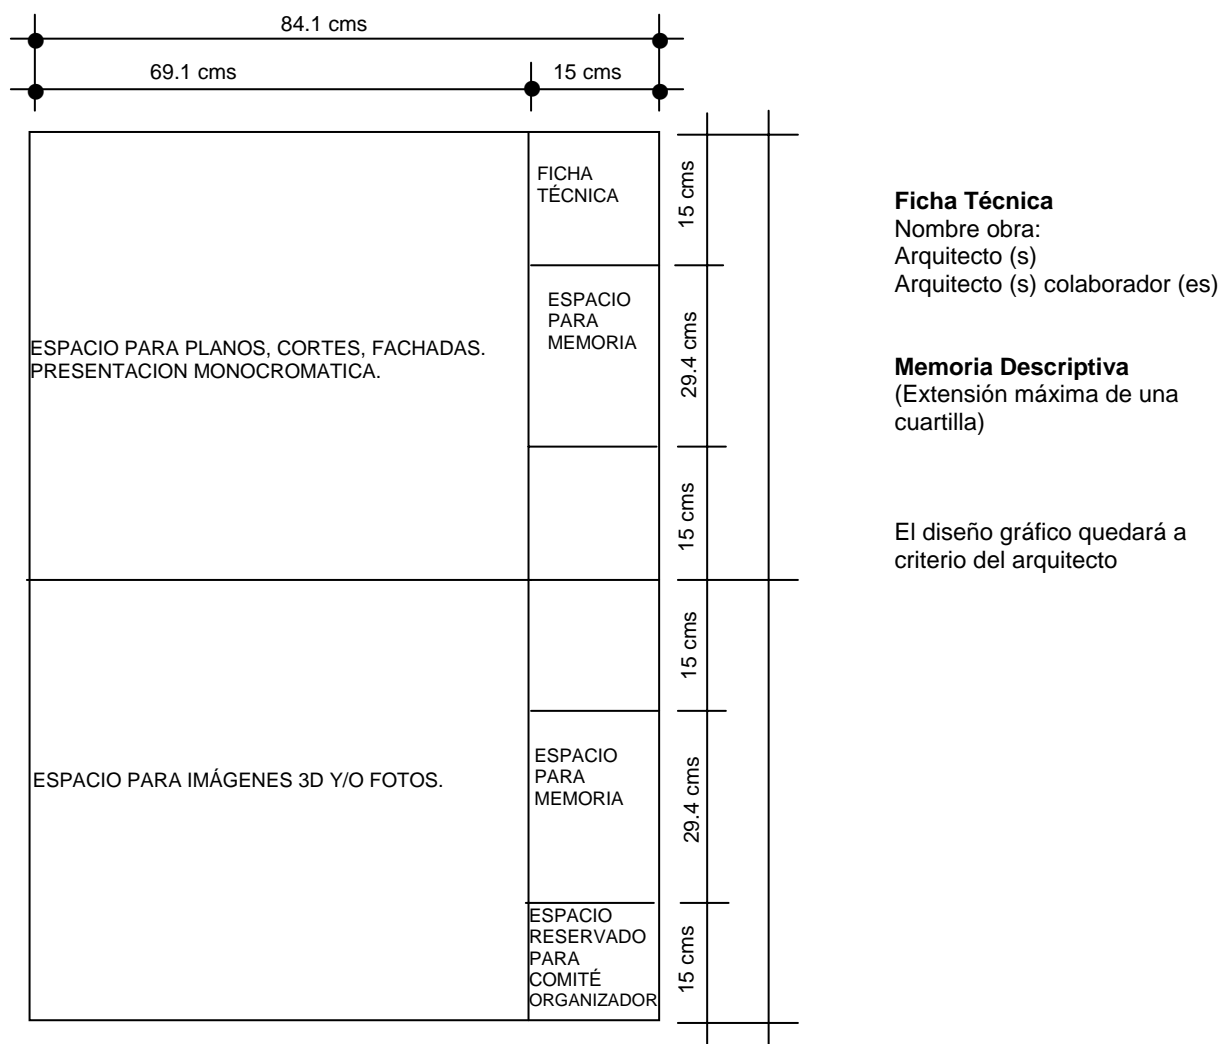 84.1 cms
69.1 cms
15 cms
FICHA
TÉCNICA
15 cms
ESPACIO
PARA
MEMORIA
29.4 cms
ESPACIO PARA PLANOS, CORTES, FACHADAS.
PRESENTACION MONOCROMATICA.
15 cms
15 cms
ESPACIO PARA IMÁGENES 3D Y/O FOTOS.
ESPACIO
PARA
MEMORIA
29.4 cms
ESPACIO
RESERVADO
PARA
COMITÉ
ORGANIZADOR
15 cms
Ficha Técnica
Nombre obra:
Arquitecto (s)
Arquitecto (s) colaborador (es)
Memoria Descriptiva
(Extensión máxima de una
cuartilla)
El diseño gráfico quedará a
criterio del arquitecto